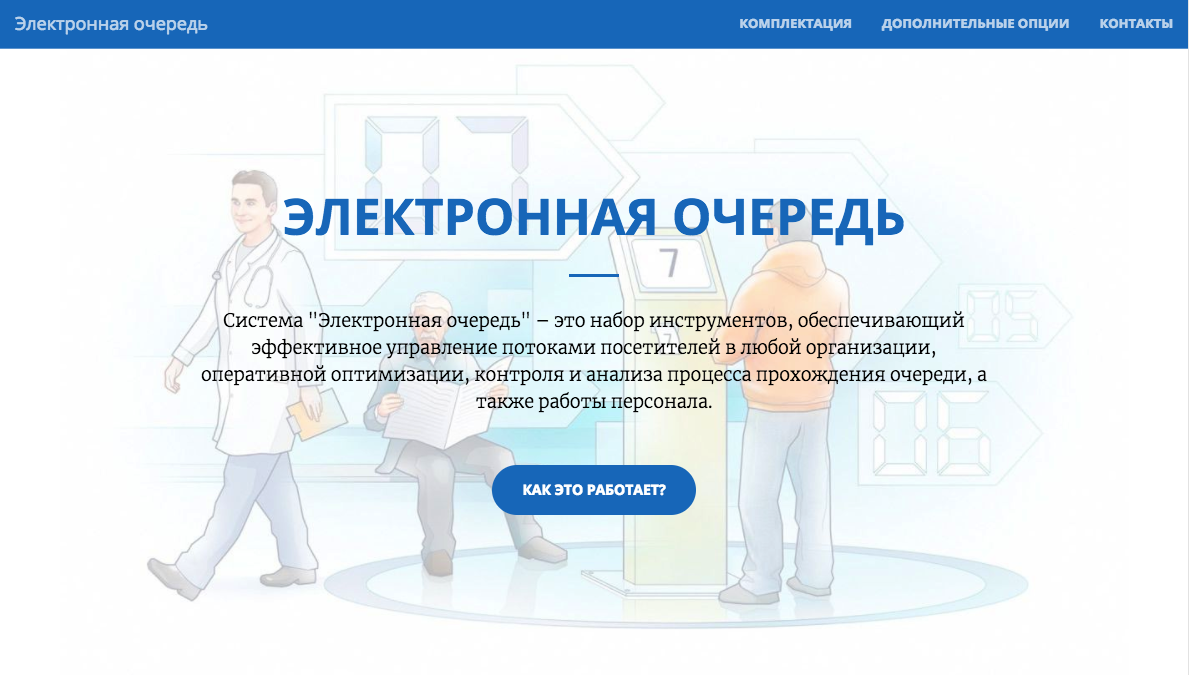 Электронная очередь
КОМПЛЕКТАЦИЯ ДОПОЛНИТЕЛЬНЫЕ ОПЦИИ КОНТАКТЫ
07
ЭЛЕКТРОННАЯ ОЧЕРЕДЬ
7
Система "Электронная очередь" – это набор инструментов, обеспечивающий
05
7
эффективное управление потоками посетителей в любой организации,
оперативной оптимизации, контроля и анализа процесса прохождения очереди, а
также работы персонала.
06
КАК ЭТО РАБОТАЕТ?